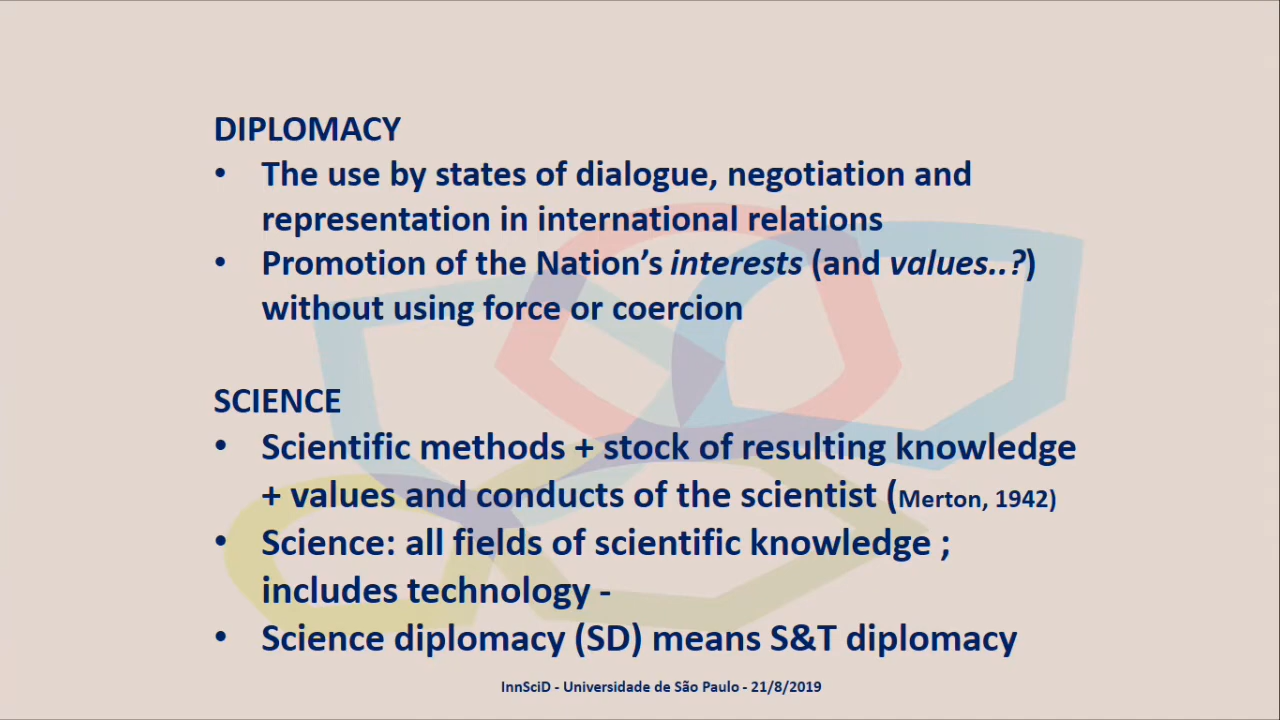 DIPLOMACY
• The use by states of dialogue, negotiation and
representation in international relations
• Promotion of the Nation’s interests (and values..?)
without using force or coercion
SCIENCE
• Scientific methods + stock of resulting knowledge
+ values and conducts of the scientist (Merton, 1942)
• Science: all fields of scientific knowledge ;
includes technology -
• Science diplomacy (SD) means S&T diplomacy
InnSciD - Universidade de São Paulo - 21/8/2019